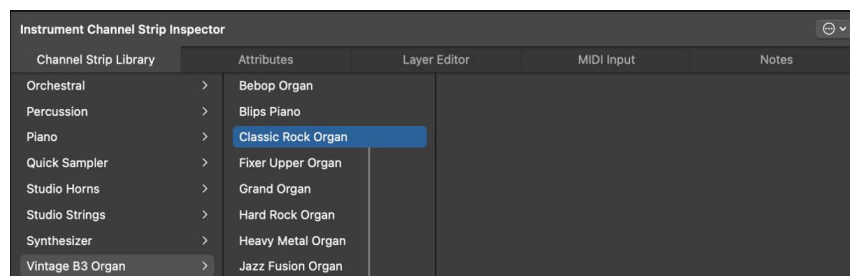 Instrument Channel Strip Inspector
Channel Strip Library
Attributes
Layer Editor
MIDI Input
Notes
Orchestral
Percussion
Piano
Quick Sampler
Studio Horns
Studio Strings
Synthesizer
Vintage B3 Organ
Bebop Organ
Blips Piano
Classic Rock Organ
Fixer Upper Organ
Grand Organ
Hard Rock Organ
Heavy Metal Organ
Jazz Fusion Organ